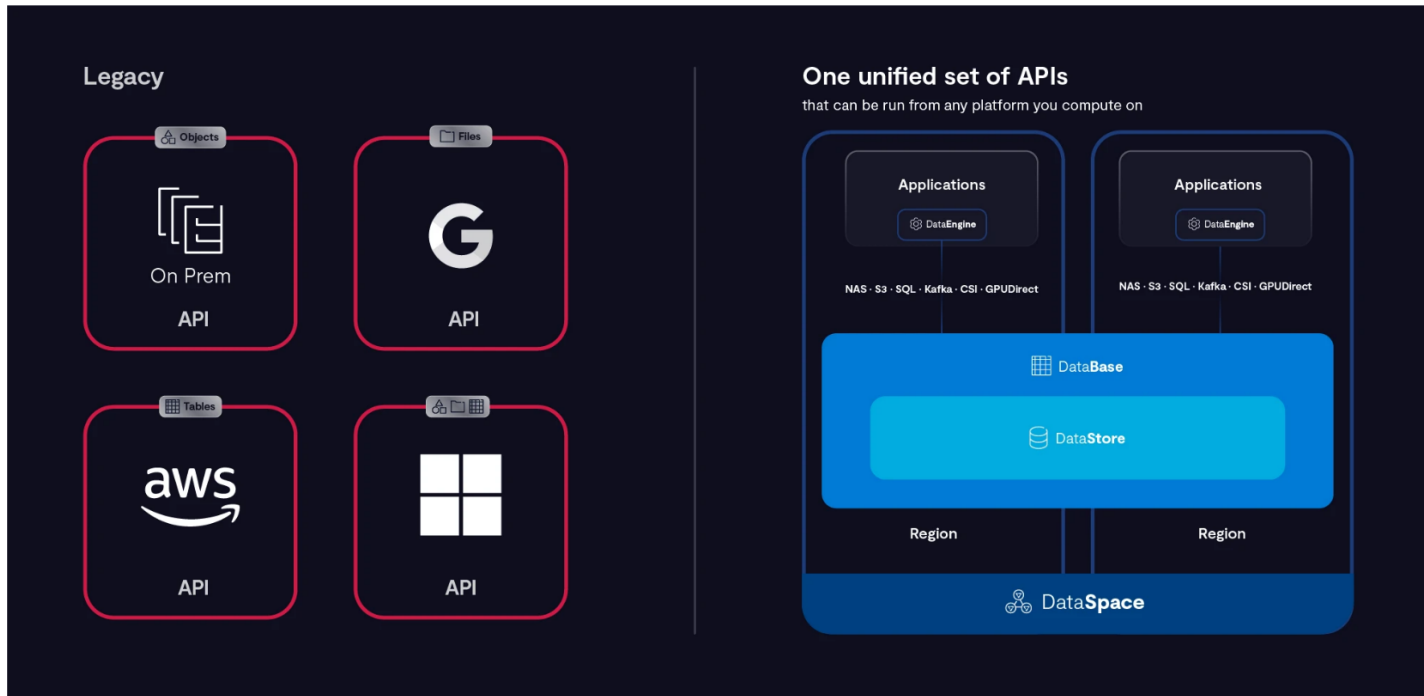 Legacy
Objects
On Prem
API
Files
G
API
Tables
aws
API
API
One unified set of APIs
that can be run from any platform you compute on
Applications
DataEngine
NAS · S3 · SQL · Kafka · CSI · GPUDirect
Applications
DataEngine
NAS · S3 · SQL · Kafka · CSI · GPUDirect
DataBase
DataStore
Region
Region
DataSpace